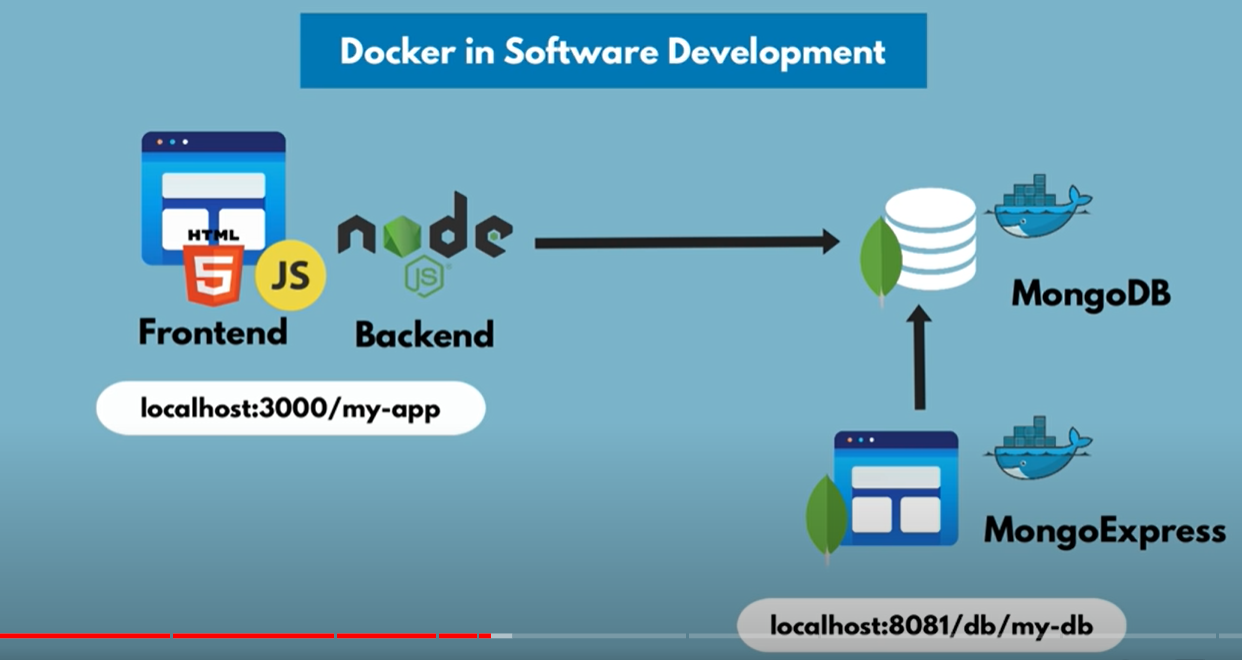 Docker in Software Development
HTML
5
JS
node
JS
Frontend
Backend
MongoDB
localhost:3000/my-app
MongoExpress
localhost:8081/db/my-db